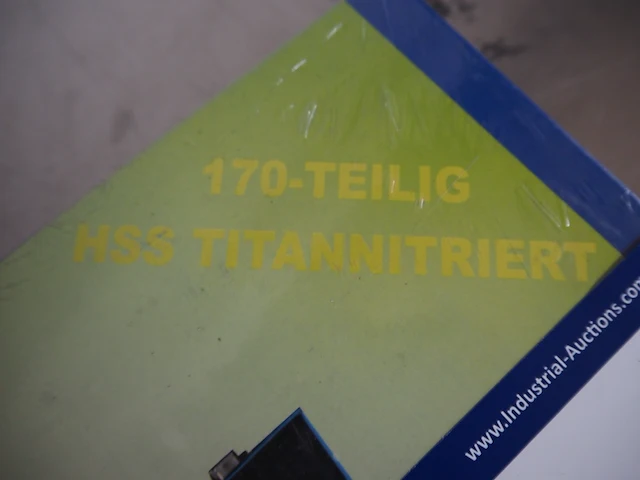 170-TEILIG
HSS TITANNITRIERT
www.Industrial-Auctions.com